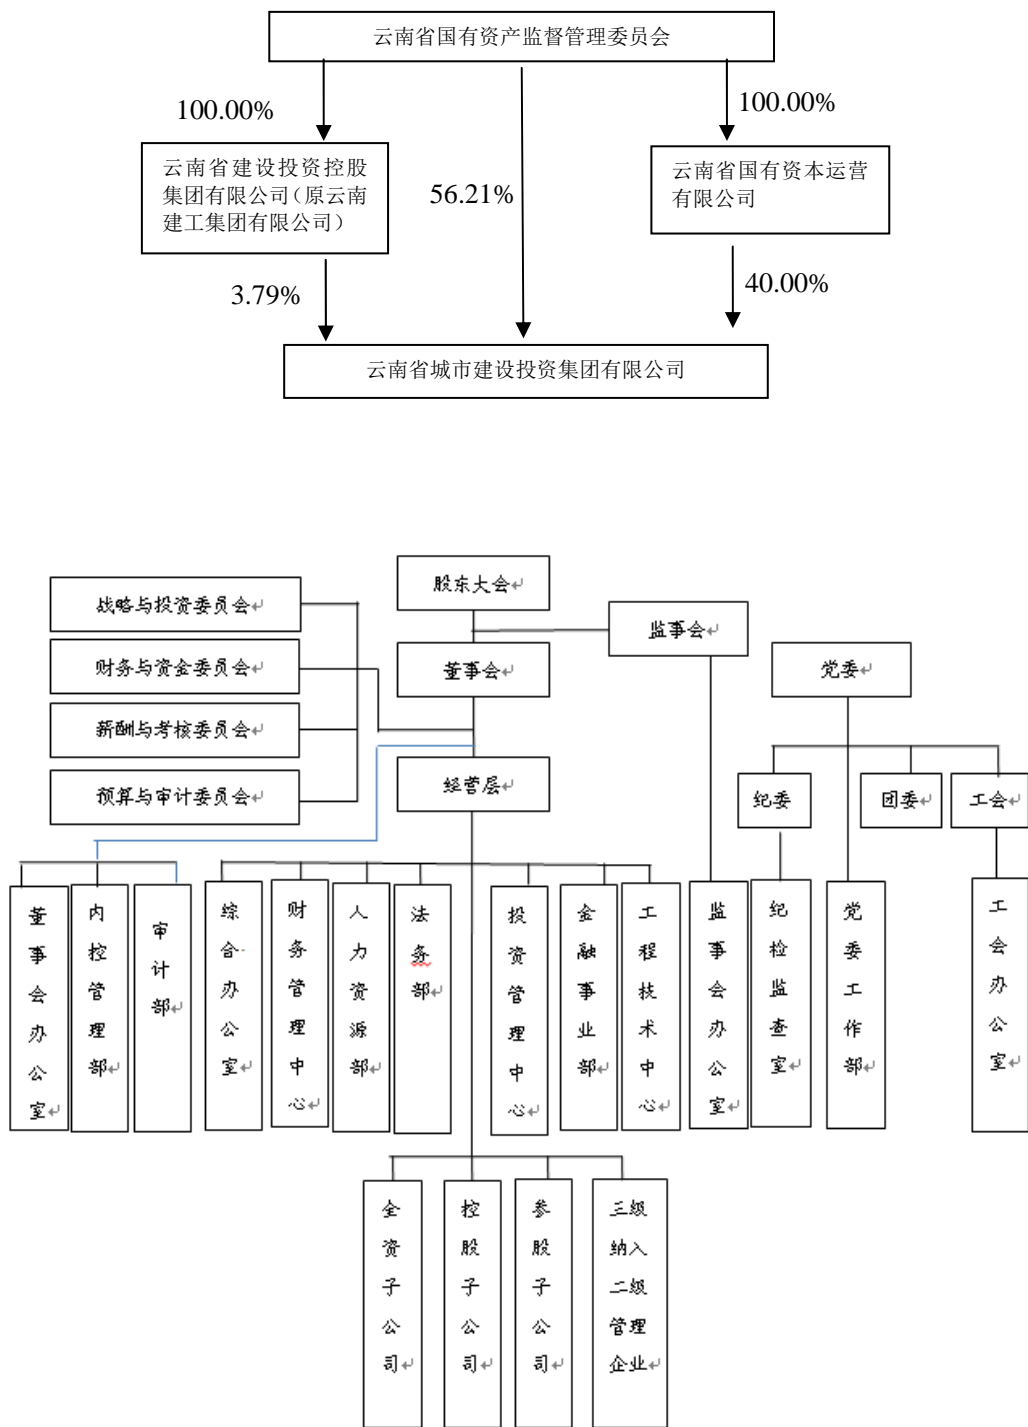 云南省国有资产监督管理委员会
100.00%
100.00%
云南省建设投资控股
集团有限公司（原云南
建工集团有限公司）
56.21%
云南省国有资本运营
有限公司
3.79%
40.00%
云南省城市建设投资集团有限公司
股东大会
战略与投资委员会
监事会
财务与资金委员会
董事会
党委
薪酬与考核委员会
预算与审计委员会
经营层
纪委
团委
工会
董事会办公室
内控管理部
审计部
综合办公室
财务管理中心
人力资源部
法务部
投资管理中心
金融事业部
工程技术中心
监事会办公室
纪检监查室
党委工作部
工会办公室
全资子公司
控股子公司
参股子公司
三级
纳入
二级
管理
企业